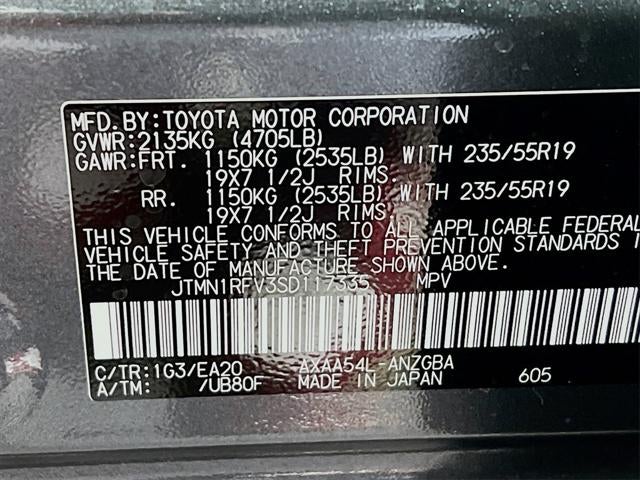 MFD.BY:TOYOTA MOTOR CORPORATION
GVWR:2135KG (4705LB)
GAWR:FRT. 1150KG (2535LB) WITH 235/55R19
19X7 1/2J RIMS.
RR. 1150KG (2535LB) WITH 235/55R19
19X7 1/2J RIMS.
THIS VEHICLE CONFORMS TO ALL APPLICABLE FEDERAL
VEHICLE SAFETY AND THEFT PREVENTION STANDARDS I
THE DATE OF MANUFACTURE SHOWN ABOVE.
JTMN1RFV3SD117335 MPV
C/TR:1G3/EA20 AXAA54L-ANZGBA
A/TM: /UB80F MADE IN JAPAN 605